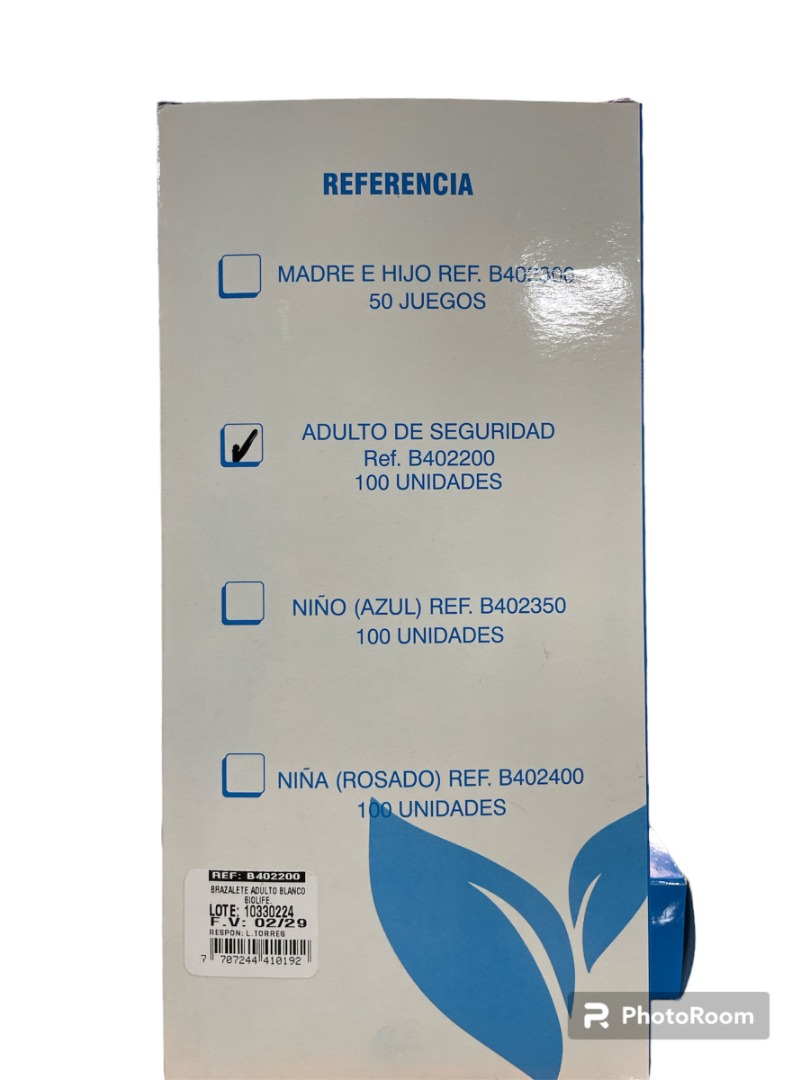 REFERENCIA
MADRE E HIJO REF. B402300
50 JUEGOS
ADULTO DE SEGURIDAD
Ref. B402200
100 UNIDADES
NIÑO (AZUL) REF. B402350
100 UNIDADES
NIÑA (ROSADO) REF. B402400
100 UNIDADES
REF: B402200
BRAZALETE ADULTO BLANCO
BIOLIFE.
LOTE: 10330224
F.V: 02/29
RESPON: L.TORRES
7 707244 410192
PhotoRoom